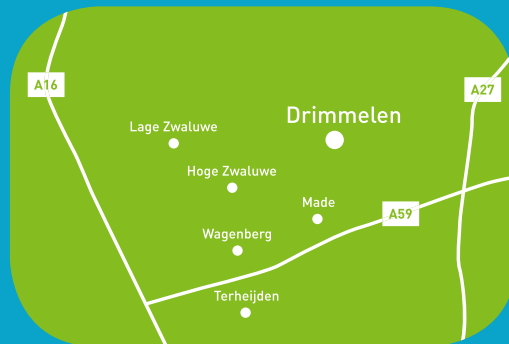 A16
A27
Drimmelen
Lage Zwaluwe
Hoge Zwaluwe
Made
A59
Wagenberg
Terheijden